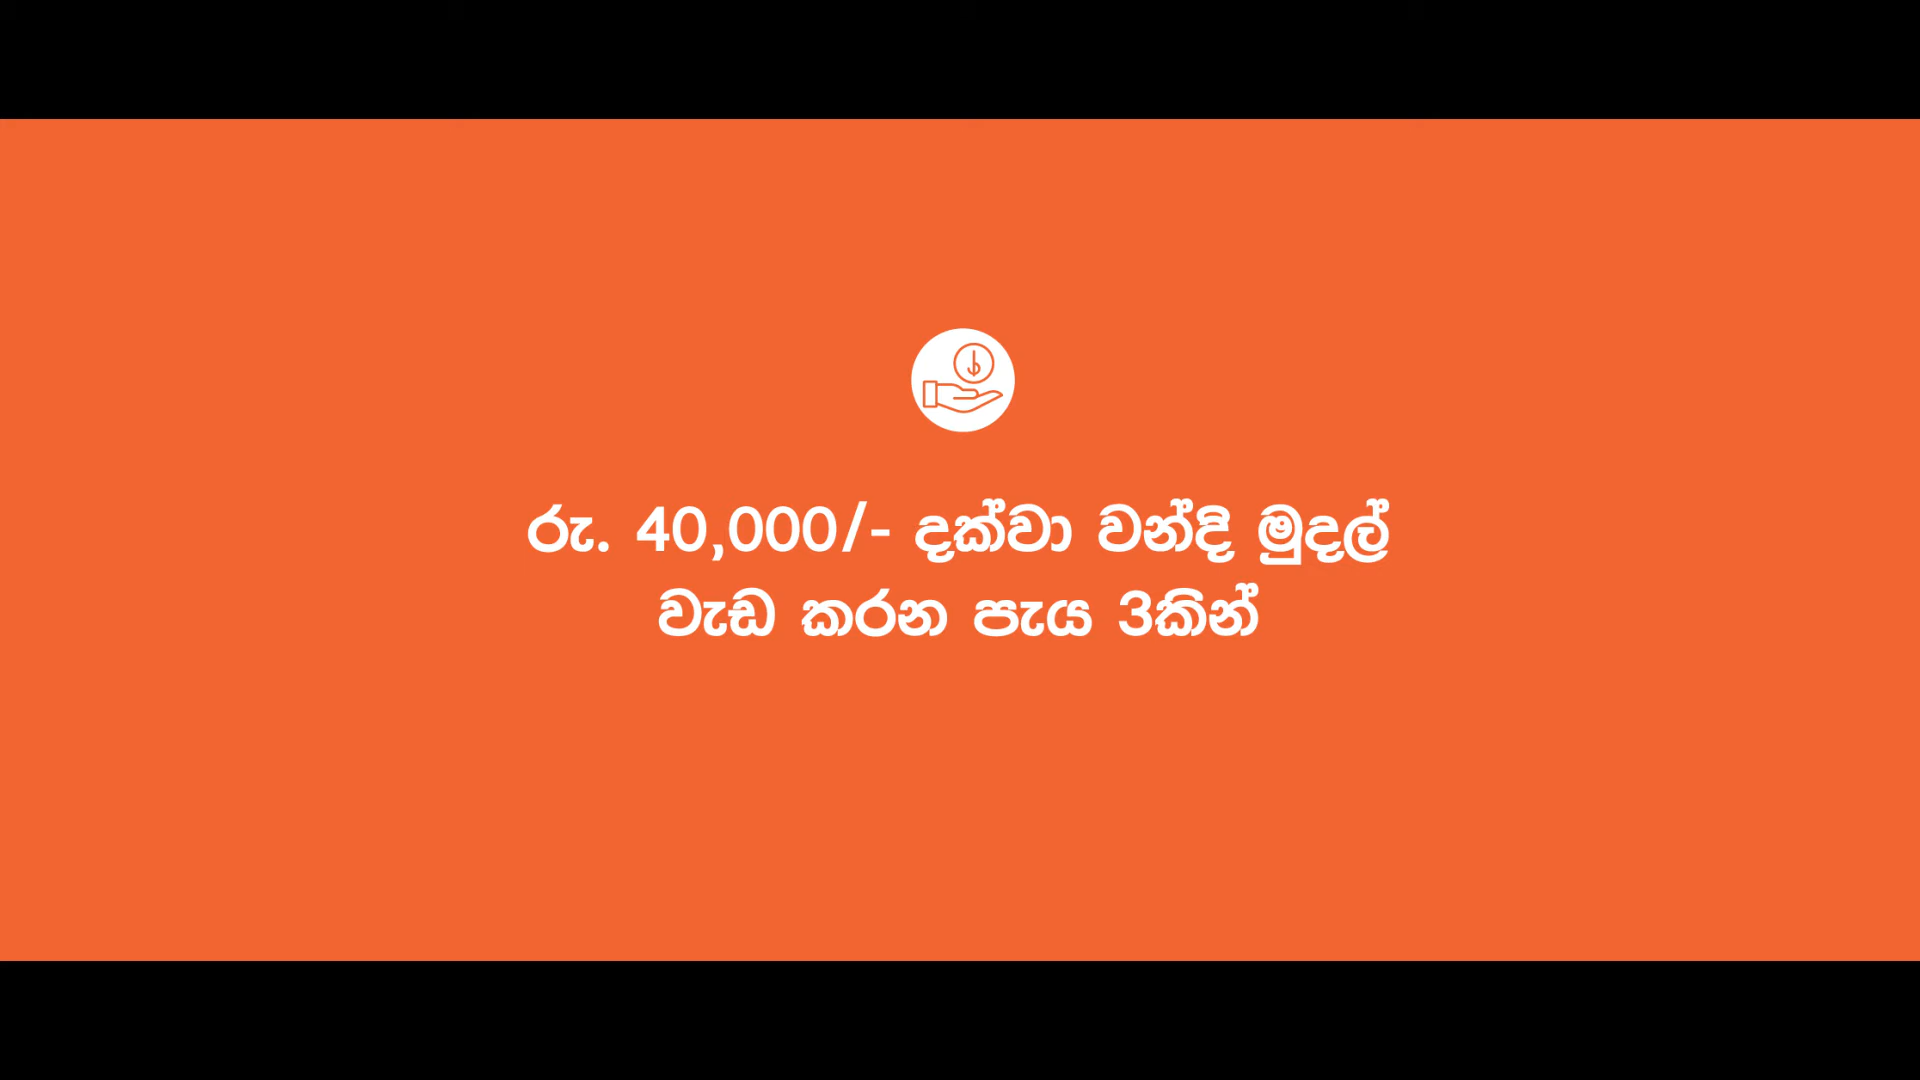 රු. 40,000/- දක්වා වන්දි මුදල්
වැඩ කරන පැය 3කින්